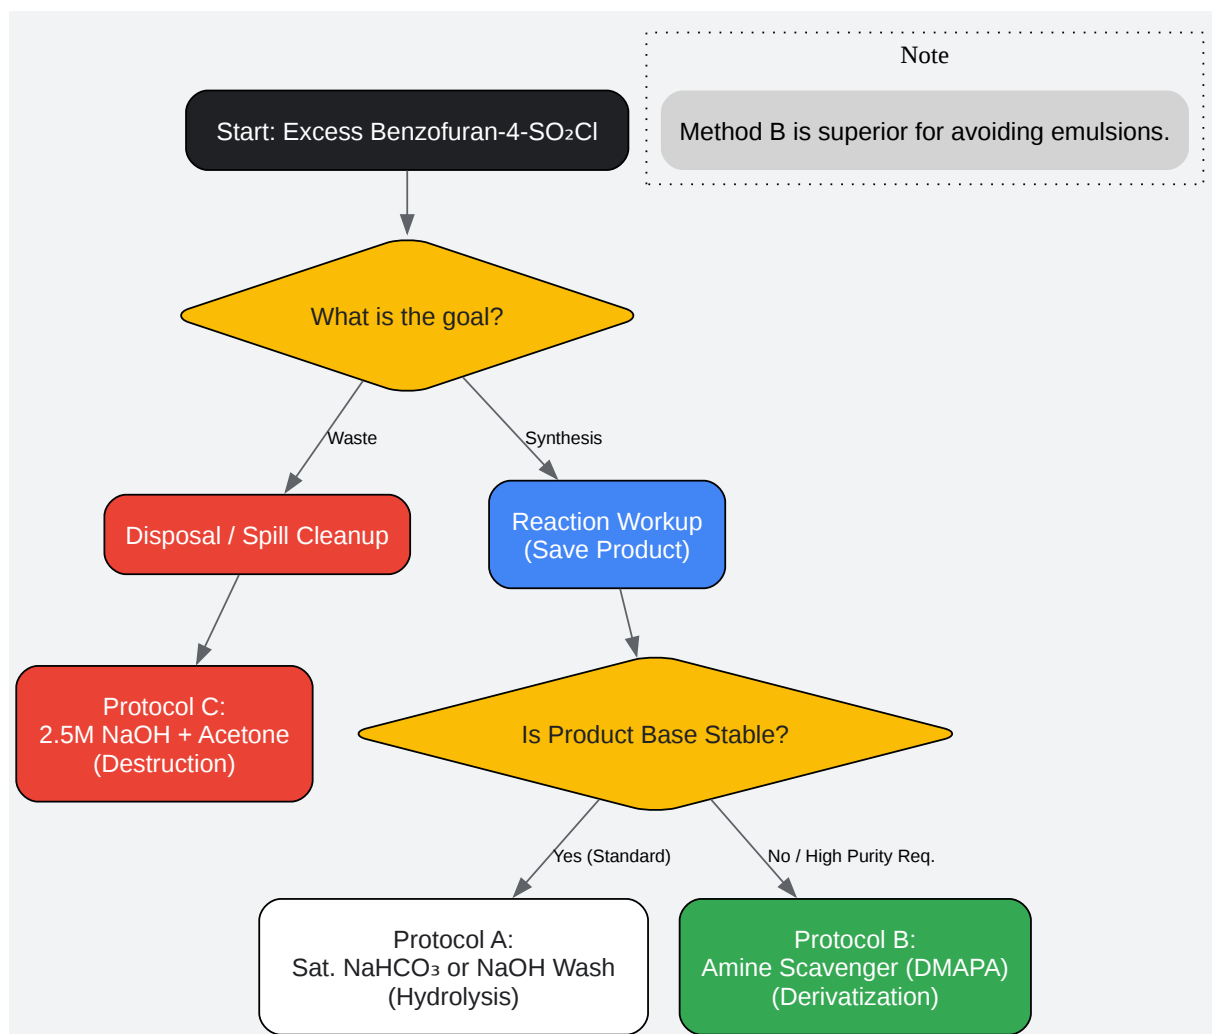 Note
Start: Excess Benzofuran-4-SO₂Cl
Method B is superior for avoiding emulsions.
What is the goal?
Waste
Synthesis
Disposal / Spill Cleanup
Reaction Workup
(Save Product)
Protocol C:
2.5M NaOH + Acetone
(Destruction)
Is Product Base Stable?
Yes (Standard)
No / High Purity Req.
Protocol A:
Sat. NaHCO₃ or NaOH Wash
(Hydrolysis)
Protocol B:
Amine Scavenger (DMAPA)
(Derivatization)